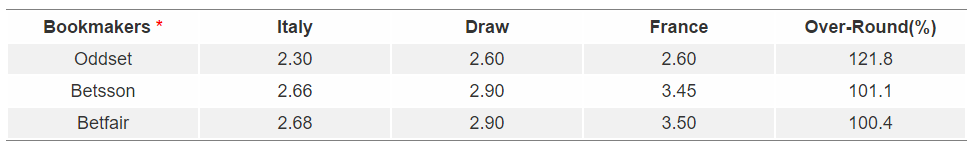 Bookmakers * Italy Draw France Over-Round(%)
Oddset 2.30 2.60 2.60 121.8
Betsson 2.66 2.90 3.45 101.1
Betfair 2.68 2.90 3.50 100.4